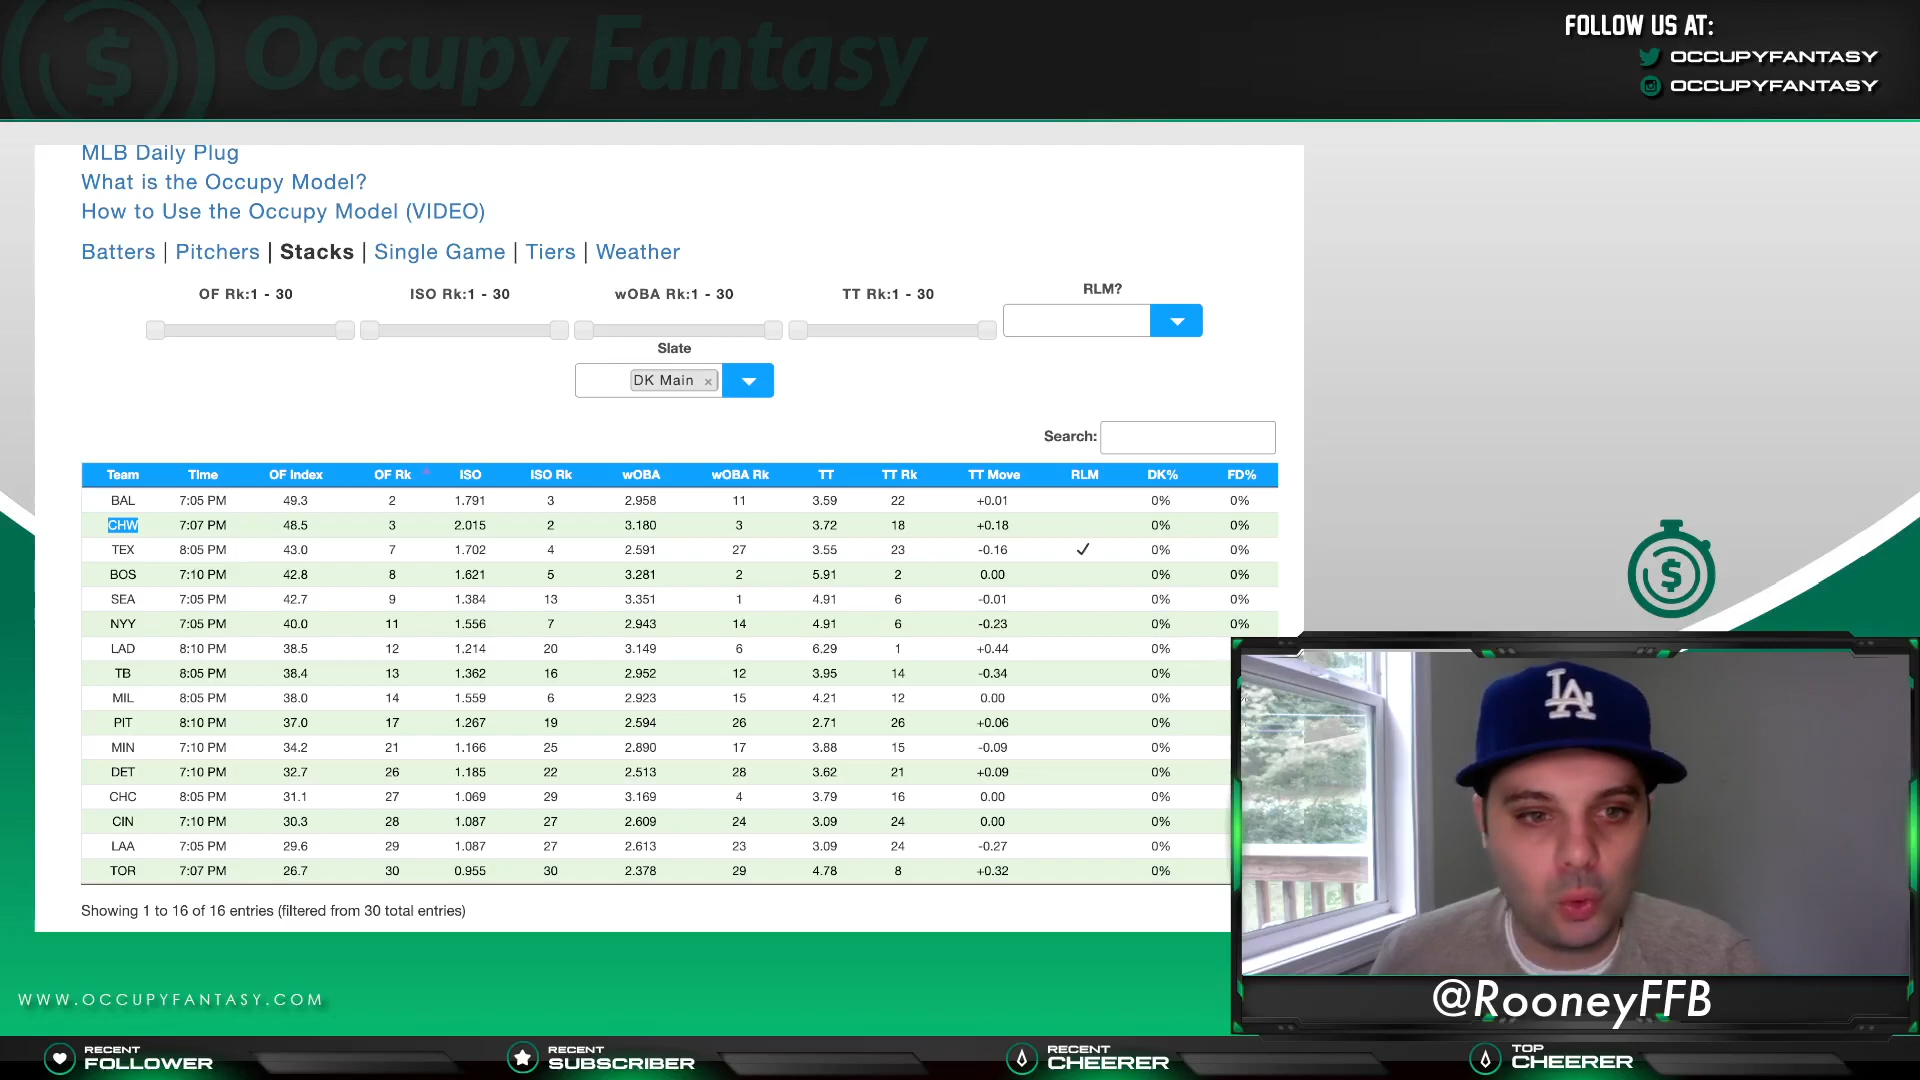 Occupy Fantasy
FOLLOW US AT:
OCCUPYFANTASY
OCCUPYFANTASY
MLB Daily Plug
What is the Occupy Model?
How to Use the Occupy Model (VIDEO)
Batters | Pitchers | Stacks | Single Game | Tiers | Weather
OF Rk:1 - 30 ISO Rk:1 - 30 wOBA Rk:1 - 30 TT Rk:1 - 30 RLM?
Slate
DK Main ×
Search:
Team Time OF Index OF Rk ISO ISO Rk wOBA wOBA Rk TT TT Rk TT Move RLM DK% FD%
BAL 7:05 PM 49.3 2 1.791 3 2.958 11 3.59 22 +0.01 0% 0%
CHW 7:07 PM 48.5 3 2.015 2 3.180 3 3.72 18 +0.18 0% 0%
TEX 8:05 PM 43.0 7 1.702 4 2.591 27 3.55 23 -0.16 ✓ 0% 0%
BOS 7:10 PM 42.8 8 1.621 5 3.281 2 5.91 2 0.00 0% 0%
SEA 7:05 PM 42.7 9 1.384 13 3.351 1 4.91 6 -0.01 0% 0%
NYY 7:05 PM 40.0 11 1.556 7 2.943 14 4.91 6 -0.23 0% 0%
LAD 8:10 PM 38.5 12 1.214 20 3.149 6 6.29 1 +0.44 0%
TB 8:05 PM 38.4 13 1.362 16 2.952 12 3.95 14 -0.34 0%
MIL 8:05 PM 38.0 14 1.559 6 2.923 15 4.21 12 0.00 0%
PIT 8:10 PM 37.0 17 1.267 19 2.594 26 2.71 26 +0.06 0%
MIN 7:10 PM 34.2 21 1.166 25 2.890 17 3.88 15 -0.09 0%
DET 7:10 PM 32.7 26 1.185 22 2.513 28 3.62 21 +0.09 0%
CHC 8:05 PM 31.1 27 1.069 29 3.169 4 3.79 16 0.00 0%
CIN 7:10 PM 30.3 28 1.087 27 2.609 24 3.09 24 0.00 0%
LAA 7:05 PM 29.6 29 1.087 27 2.613 23 3.09 24 -0.27 0%
TOR 7:07 PM 26.7 30 0.955 30 2.378 29 4.78 8 +0.32 0%
Showing 1 to 16 of 16 entries (filtered from 30 total entries)
LA
@RooneyFFB
WWW.OCCUPYFANTASY.COM
RECENT FOLLOWER
RECENT SUBSCRIBER
RECENT CHEERER
TOP CHEERER